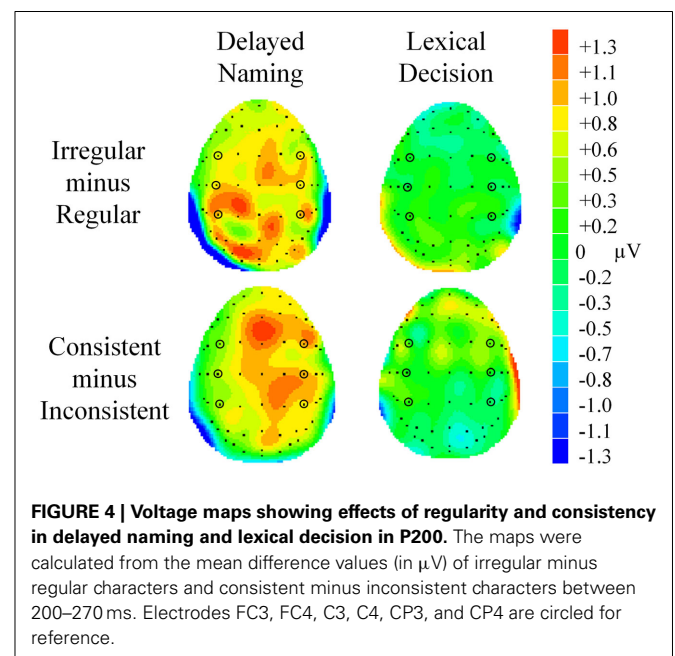 Delayed Naming
Lexical Decision
Irregular minus Regular
Consistent minus Inconsistent
+1.3
+1.1
+1.0
+0.8
+0.6
+0.5
+0.3
+0.2
0 µV
-0.2
-0.3
-0.5
-0.7
-0.8
-1.0
-1.1
-1.3
FIGURE 4 | Voltage maps showing effects of regularity and consistency
in delayed naming and lexical decision in P200. The maps were
calculated from the mean difference values (in µV) of irregular minus
regular characters and consistent minus inconsistent characters between
200–270 ms. Electrodes FC3, FC4, C3, C4, CP3, and CP4 are circled for
reference.